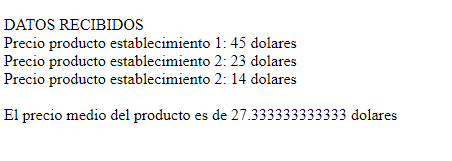 DATOS RECIBIDOS
Precio producto establecimiento 1: 45 dolares
Precio producto establecimiento 2: 23 dolares
Precio producto establecimiento 2: 14 dolares
El precio medio del producto es de 27.333333333333 dolares